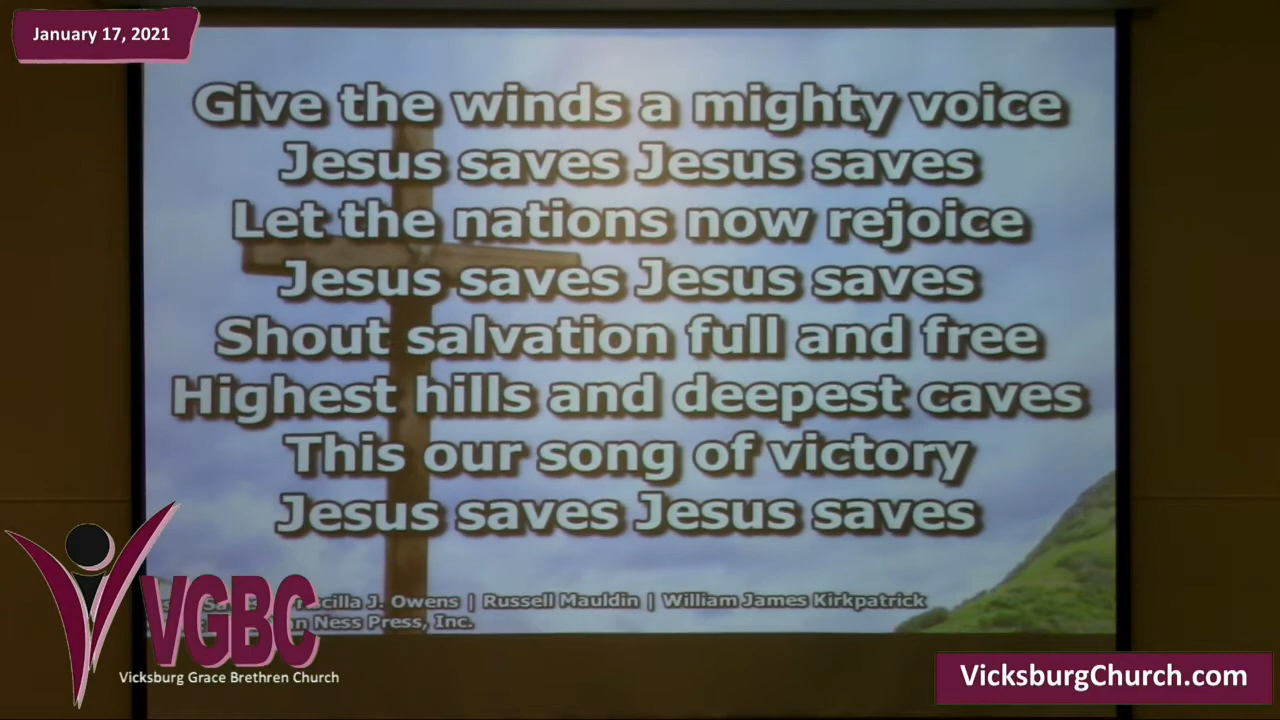 January 17, 2021
Give the winds a mighty voice
Jesus saves Jesus saves
Let the nations now rejoice
Jesus saves Jesus saves
Shout salvation full and free
Highest hills and deepest caves
This our song of victory
Jesus saves Jesus saves
J. Owens | Russell Mauldin | William James Kirkpatrick
Ness Press, Inc.
VGBC
Vicksburg Grace Brethren Church
VicksburgChurch.com